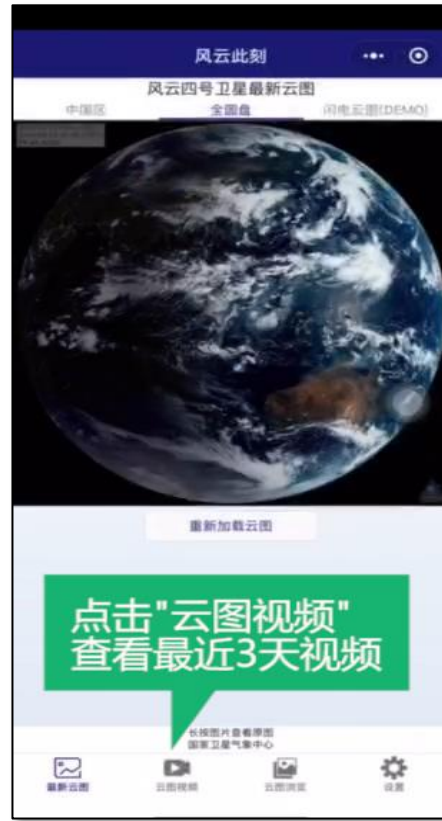 风云此刻
风云四号卫星最新云图
中国区
全圆盘
闪电云图(DEMO)
重新加载云图
点击"云图视频"
查看最近3天视频
长按图片查看原图
国家卫星气象中心
最新云图
云图视频
云图浏览
设置